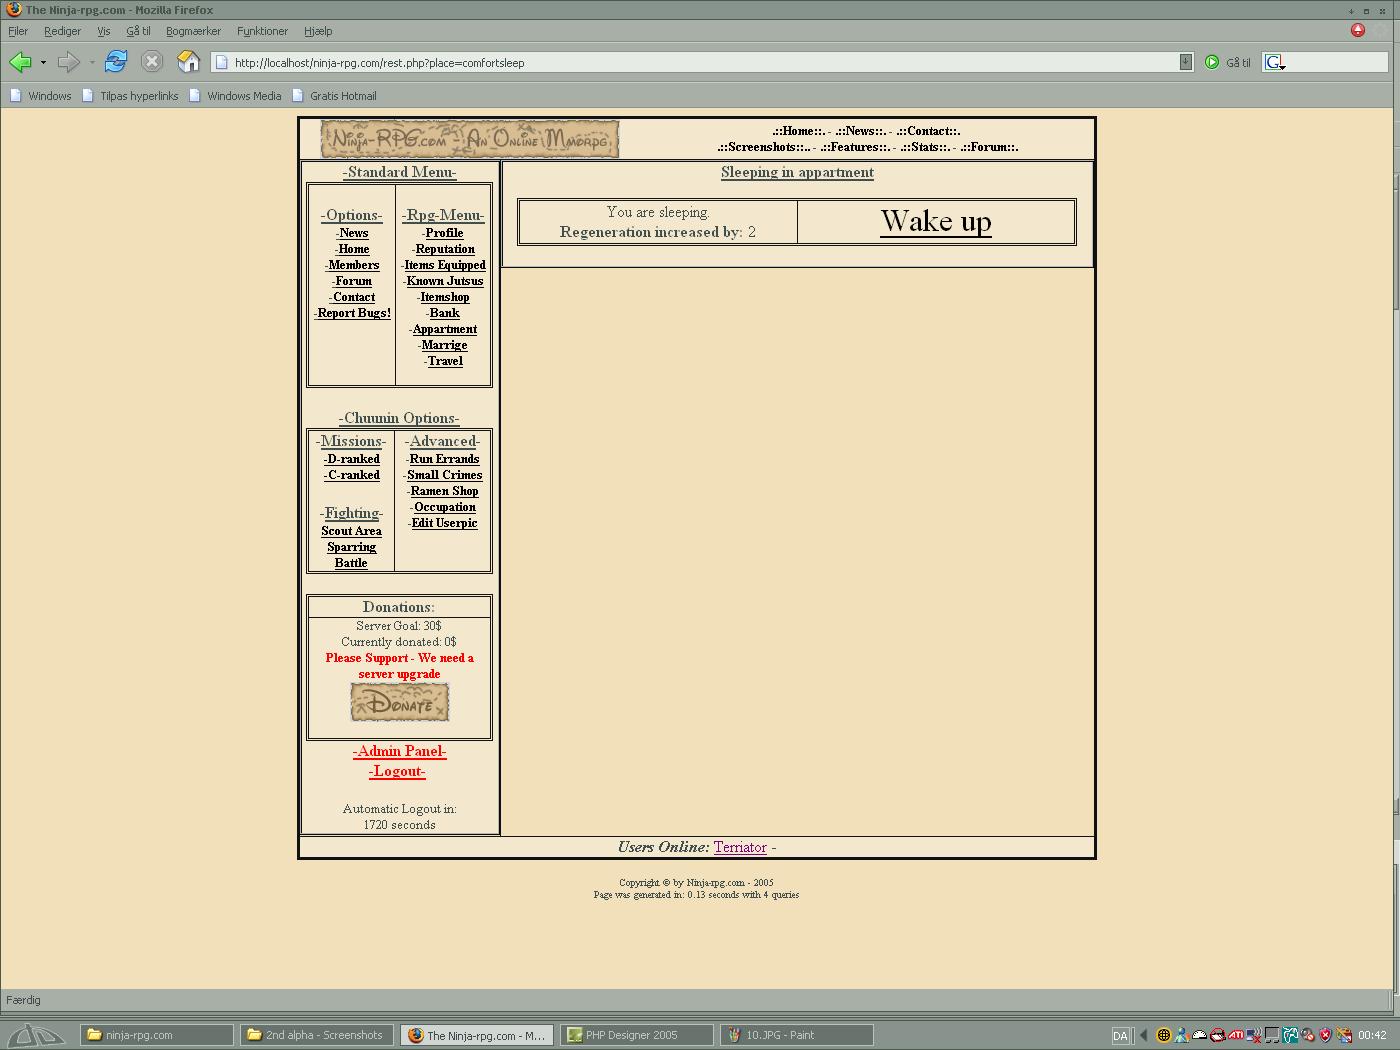 The Ninja-rpg.com - Mozilla Firefox
Filer Rediger Vis Gå til Bogmærker Funktioner Hjælp
http://localhost/ninja-rpg.com/rest.php?place=comfortsleep
Gå til
G
Windows Tilpas hyperlinks Windows Media Gratis Hotmail
Ninja-RPG.com - An Online Mmorpg
.::Home::. - .::News::. - .::Contact::.
.::Screenshots::.. - .::Features::. - .::Stats::. - .::Forum::.
-Standard Menu-
-Options-
-News
-Home
-Members
-Forum
-Contact
-Report Bugs!
-Rpg-Menu-
-Profile
-Reputation
-Items Equipped
-Known Jutsus
-Itemshop
-Bank
-Appartment
-Marrige
-Travel
-Chuunin Options-
-Missions-
-D-ranked
-C-ranked
-Fighting-
Scout Area
Sparring
Battle
-Advanced-
-Run Errands
-Small Crimes
-Ramen Shop
-Occupation
-Edit Userpic
Donations:
Server Goal: 30$
Currently donated: 0$
Please Support - We need a
server upgrade
Donate
-Admin Panel-
-Logout-
Automatic Logout in:
1720 seconds
Sleeping in appartment
You are sleeping.
Regeneration increased by: 2
Wake up
Users Online: Terriator -
Copyright © by Ninja-rpg.com - 2005
Page was generated in: 0.13 seconds with 4 queries
Færdig
ninja-rpg.com
2nd alpha - Screenshots
The Ninja-rpg.com - M...
PHP Designer 2005
10.JPG - Paint
DA
ATI
00:42